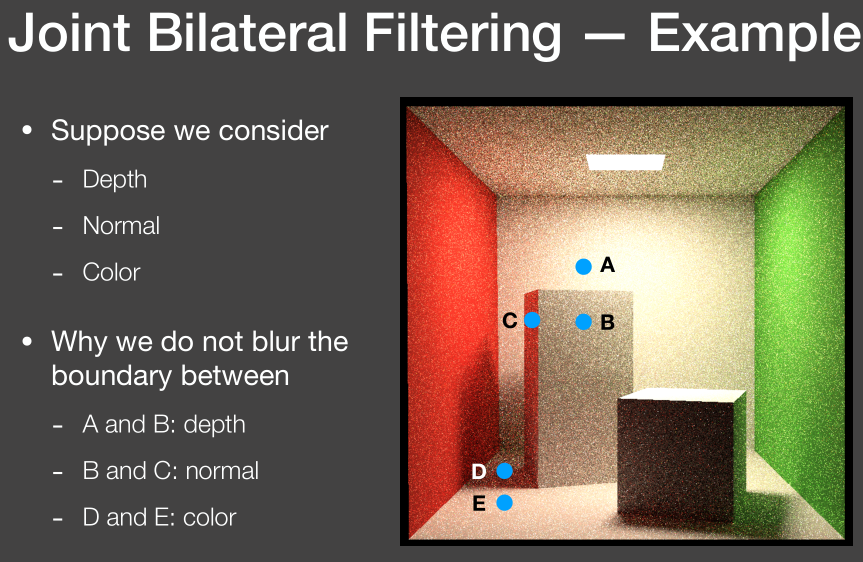 Joint Bilateral Filtering — Example
• Suppose we consider
- Depth
- Normal
- Color
• Why we do not blur the
boundary between
- A and B: depth
- B and C: normal
- D and E: color
A
C
B
D
E